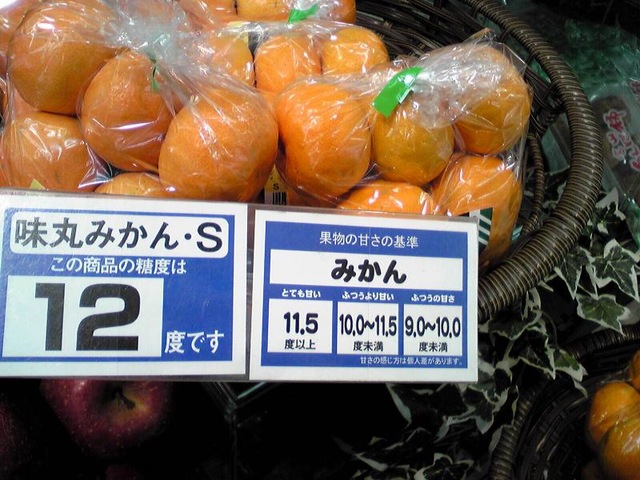 味丸みかん・S
この商品の糖度は
12
度です
果物の甘さの基準
みかん
とても甘い ふつうより甘い ふつうの甘さ
11.5 10.0〜11.5 9.0〜10.0
度以上 度未満 度未満
甘さの感じ方は個人差があります。
S